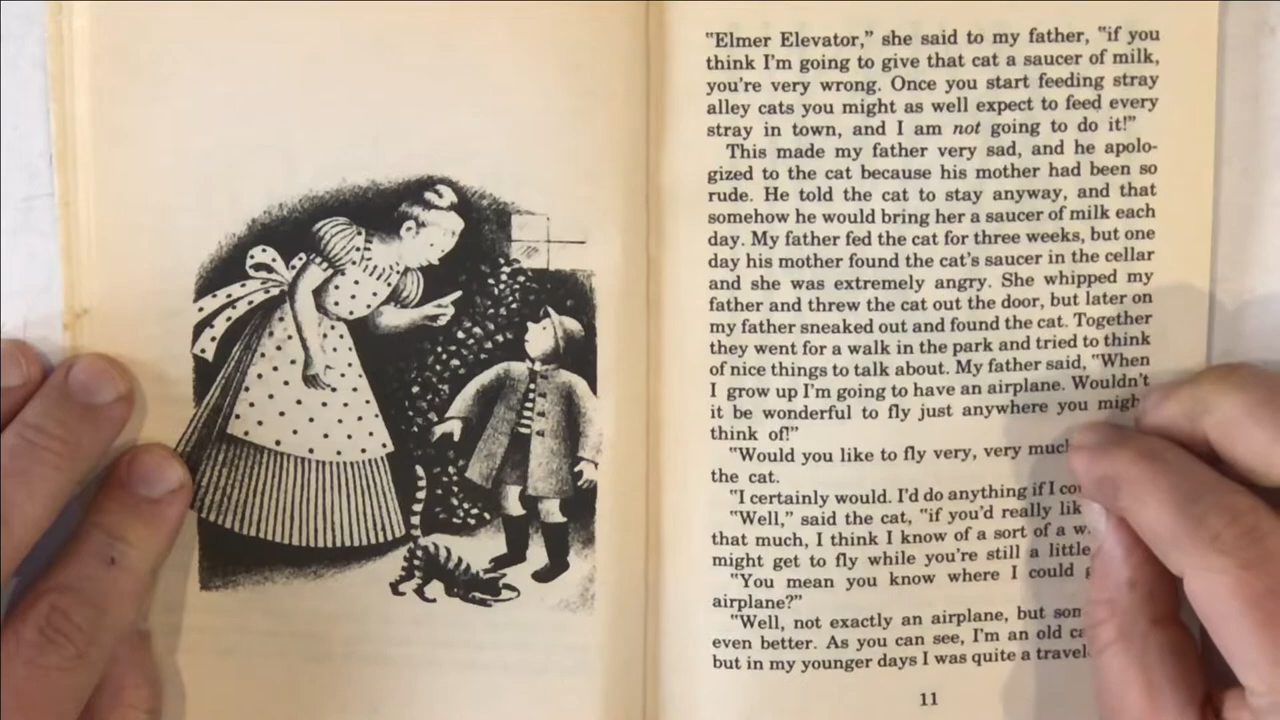 "Elmer Elevator," she said to my father, "if you
think I'm going to give that cat a saucer of milk,
you're very wrong. Once you start feeding stray
alley cats you might as well expect to feed every
stray in town, and I am not going to do it!"
This made my father very sad, and he apolo-
gized to the cat because his mother had been so
rude. He told the cat to stay anyway, and that
somehow he would bring her a saucer of milk each
day. My father fed the cat for three weeks, but one
day his mother found the cat's saucer in the cellar
and she was extremely angry. She whipped my
father and threw the cat out the door, but later on
my father sneaked out and found the cat. Together
they went for a walk in the park and tried to think
of nice things to talk about. My father said, "When
I grow up I'm going to have an airplane. Wouldn't
it be wonderful to fly just anywhere you
think of!"
"Would you like to fly very, very
the cat.
"I certainly would. I'd do anything if I
"Well," said the cat, "if you'd really
that much, I think I know of a sort of a
might get to fly while you're still a little
"You mean you know where I could
airplane?"
"Well, not exactly an airplane, but
even better. As you can see, I'm an old
but in my younger days I was quite a
11